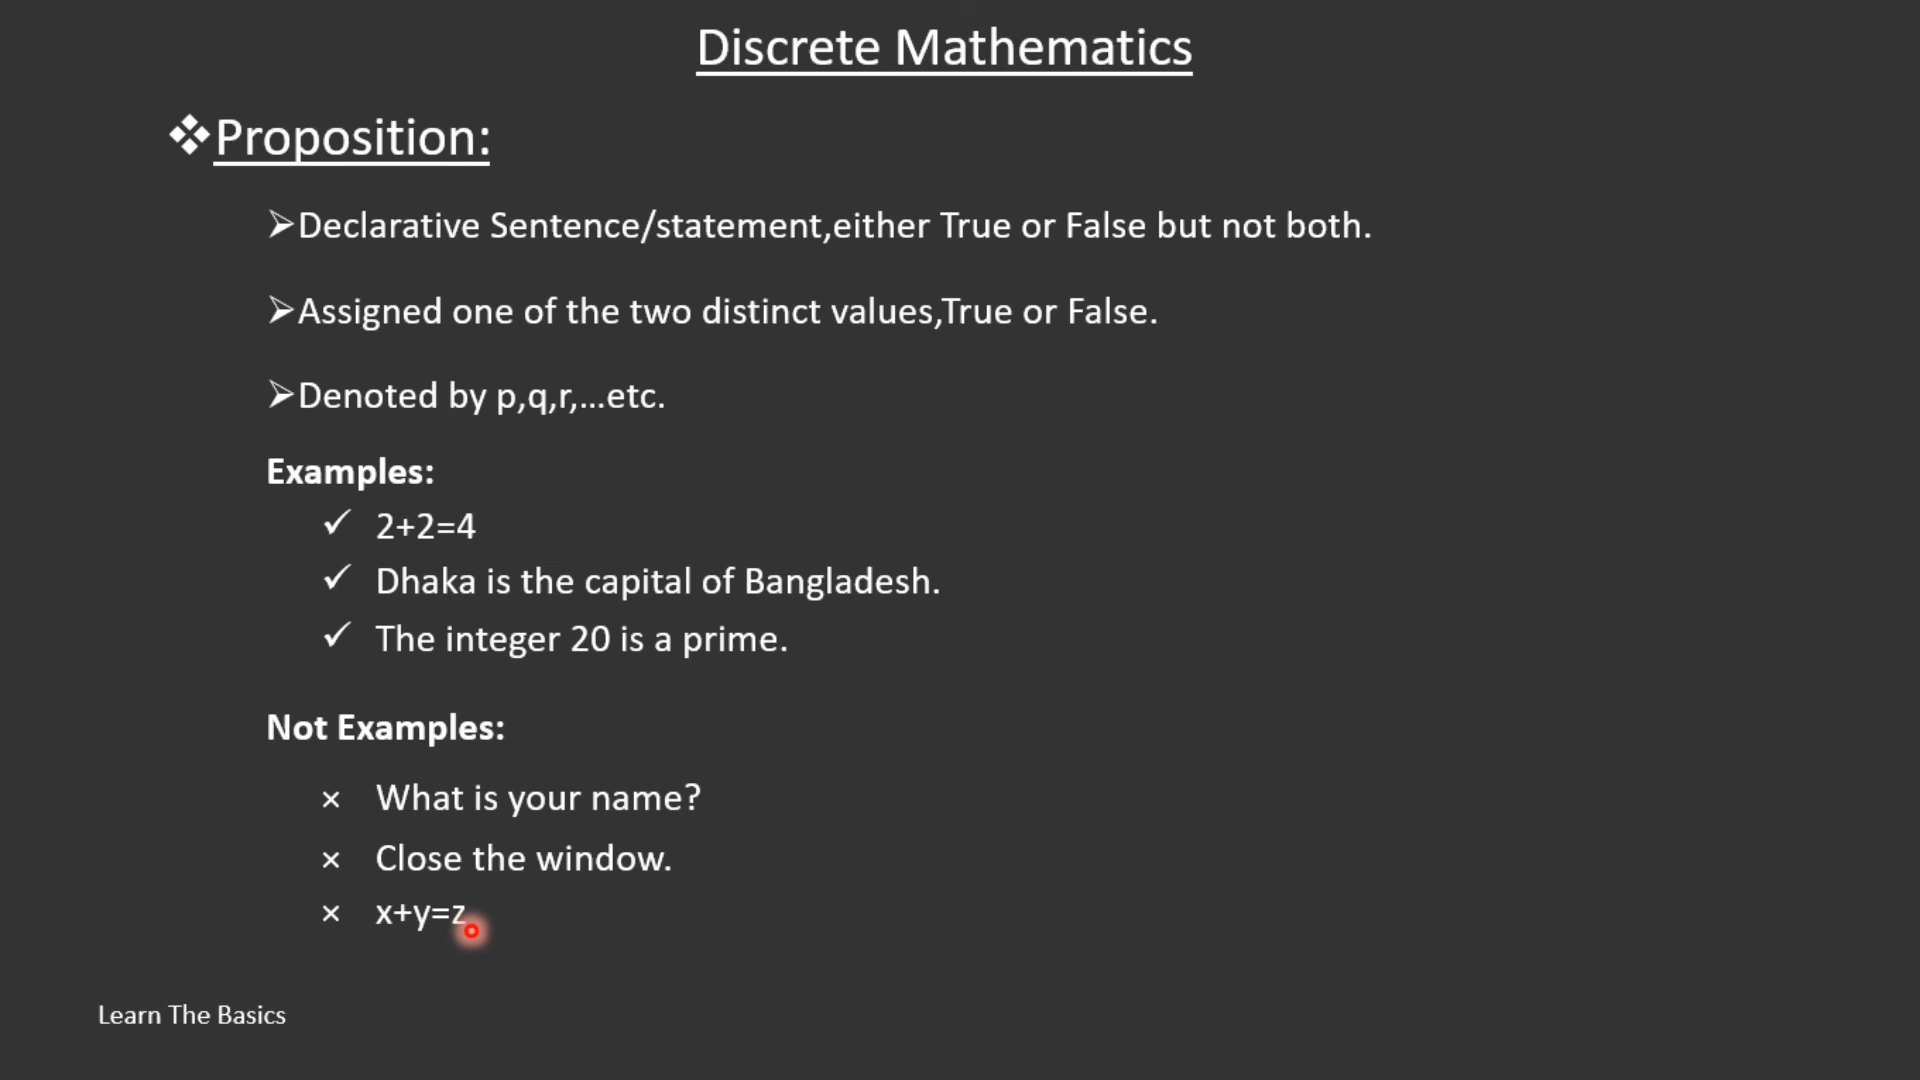 Discrete Mathematics
❖Proposition:
➢Declarative Sentence/statement,either True or False but not both.
➢Assigned one of the two distinct values,True or False.
➢Denoted by p,q,r,...etc.
Examples:
✓ 2+2=4
✓ Dhaka is the capital of Bangladesh.
✓ The integer 20 is a prime.
Not Examples:
× What is your name?
× Close the window.
× x+y=z
Learn The Basics